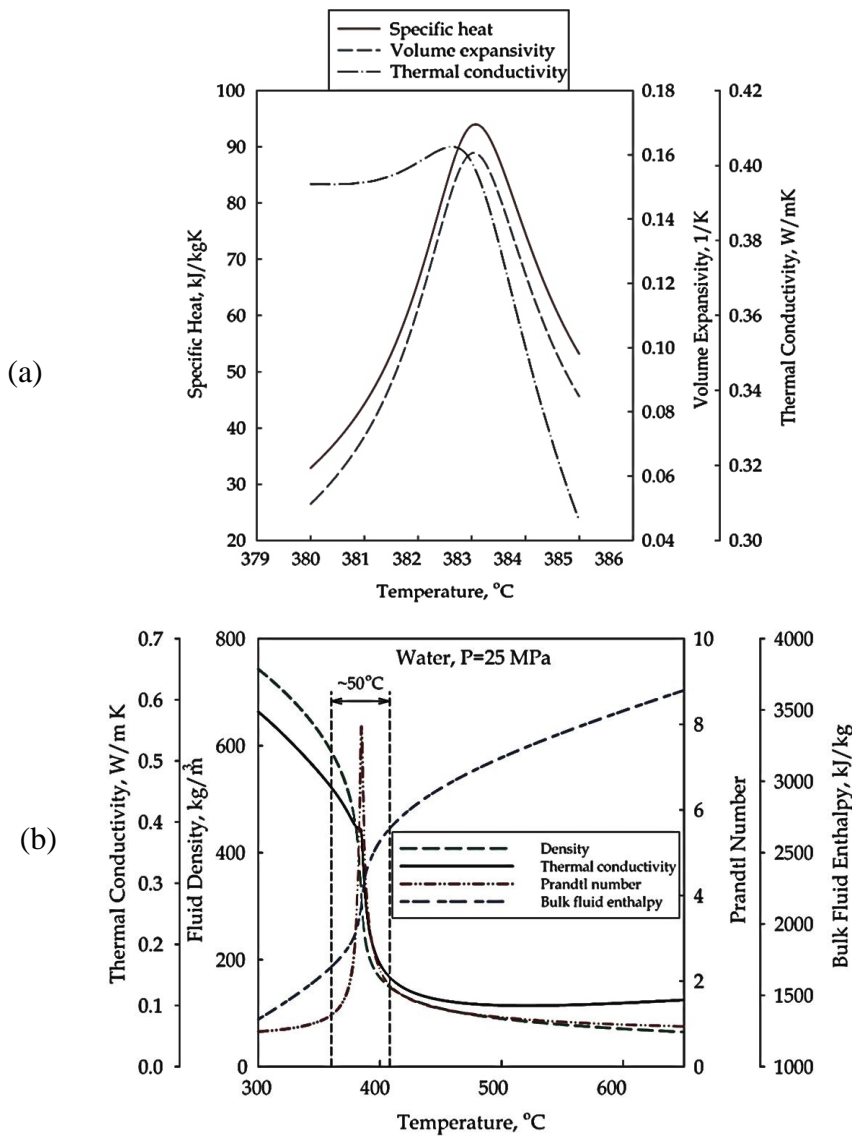 Specific heat
Volume expansivity
Thermal conductivity
100
90
80
70
60
50
40
30
20
0.18
0.16
0.14
0.12
0.10
0.08
0.06
0.04
0.42
0.40
0.38
0.36
0.34
0.32
0.30
Specific Heat, kJ/kgK
Volume Expansivity, 1/K
Thermal Conductivity, W/mK
(a)
379 380 381 382 383 384 385 386
Temperature, °C
0.7
0.6
0.5
0.4
0.3
0.2
0.1
0.0
800
600
400
200
0
10
8
6
4
2
0
4000
3500
3000
2500
2000
1500
1000
Water, P=25 MPa
~50°C
Density
Thermal conductivity
Prandtl number
Bulk fluid enthalpy
Thermal Conductivity, W/m K
Fluid Density, kg/m3
Prandtl Number
Bulk Fluid Enthalpy, kJ/kg
(b)
300 400 500 600
Temperature, °C